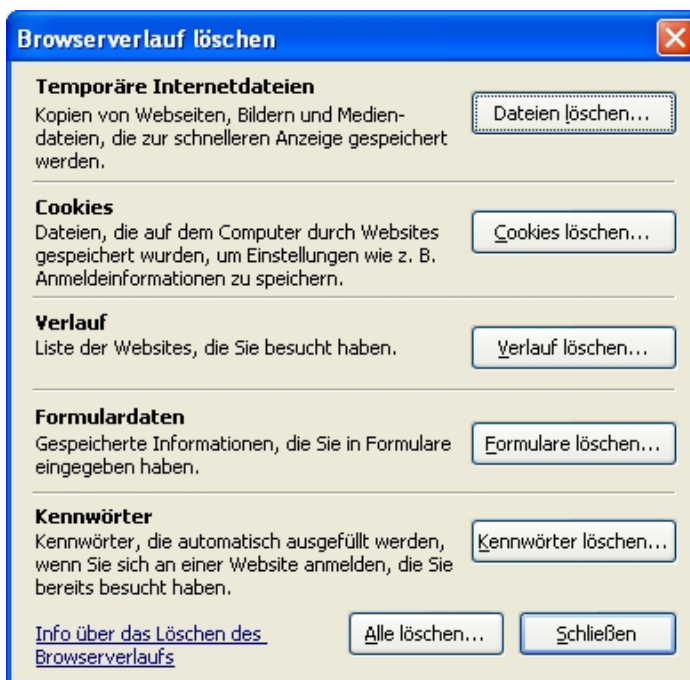 Browserverlauf löschen
Temporäre Internetdateien
Kopien von Webseiten, Bildern und Medien-
dateien, die zur schnelleren Anzeige gespeichert
werden.
Dateien löschen...
Cookies
Dateien, die auf dem Computer durch Websites
gespeichert wurden, um Einstellungen wie z. B.
Anmeldeinformationen zu speichern.
Cookies löschen...
Verlauf
Liste der Websites, die Sie besucht haben.
Verlauf löschen...
Formulardaten
Gespeicherte Informationen, die Sie in Formulare
eingegeben haben.
Formulare löschen...
Kennwörter
Kennwörter, die automatisch ausgefüllt werden,
wenn Sie sich an einer Website anmelden, die Sie
bereits besucht haben.
Kennwörter löschen...
Info über das Löschen des
Browserverlaufs
Alle löschen...
Schließen